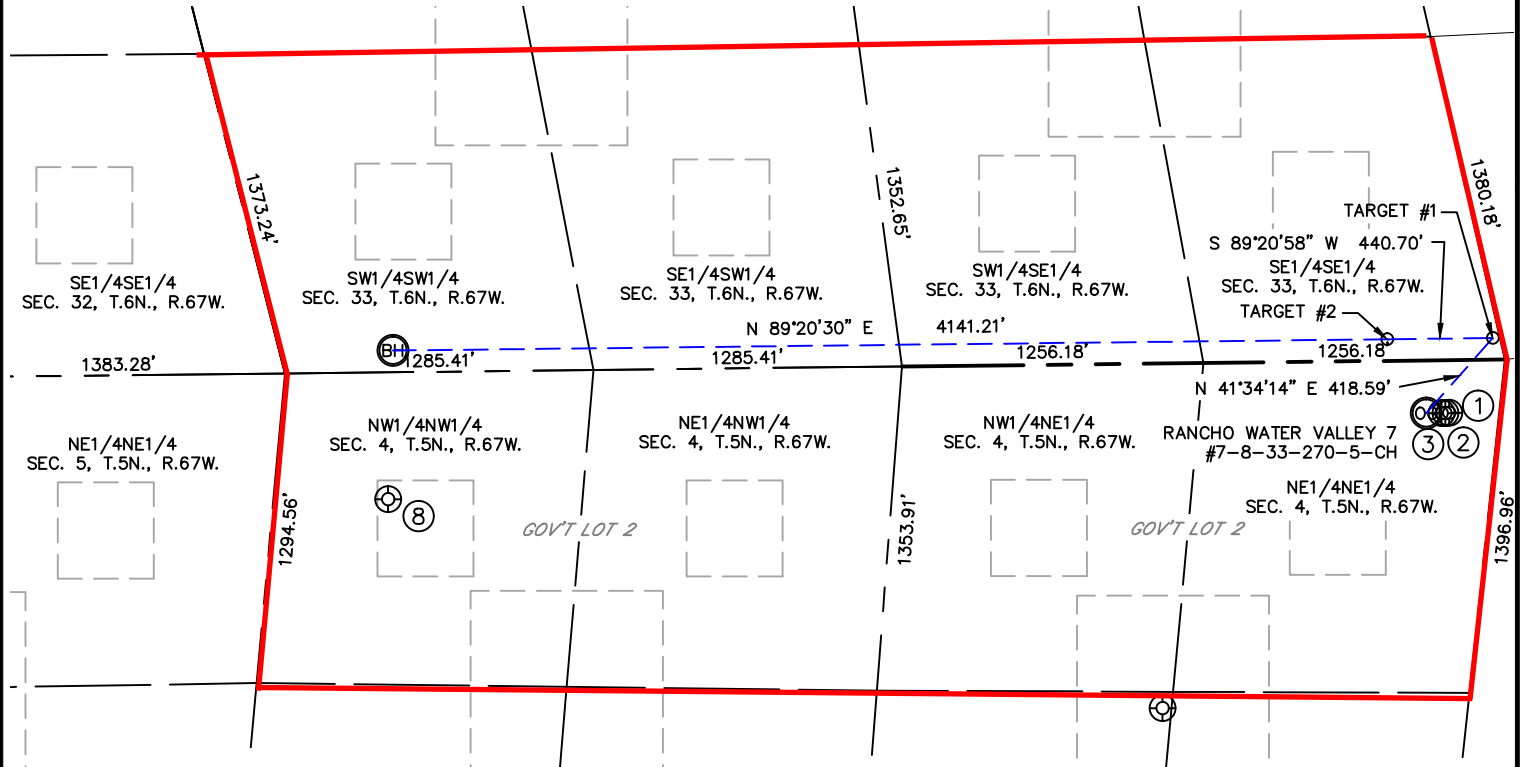 1373.24'
1352.65'
1380.18'
TARGET #1
S 89°20'58" W 440.70'
SE1/4SE1/4
SEC. 32, T.6N., R.67W.
SW1/4SW1/4
SEC. 33, T.6N., R.67W.
SE1/4SW1/4
SEC. 33, T.6N., R.67W.
SW1/4SE1/4
SEC. 33, T.6N., R.67W.
SE1/4SE1/4
SEC. 33, T.6N., R.67W.
TARGET #2
N 89°20'30" E 4141.21'
BH
1383.28'
1285.41'
1285.41'
1256.18'
1256.18'
N 41°34'14" E 418.59'
1
2
3
RANCHO WATER VALLEY 7
#7-8-33-270-5-CH
NE1/4NE1/4
SEC. 5, T.5N., R.67W.
NW1/4NW1/4
SEC. 4, T.5N., R.67W.
NE1/4NW1/4
SEC. 4, T.5N., R.67W.
NW1/4NE1/4
SEC. 4, T.5N., R.67W.
NE1/4NE1/4
SEC. 4, T.5N., R.67W.
8
GOV'T LOT 2
GOV'T LOT 2
1294.56'
1353.91'
1396.96'